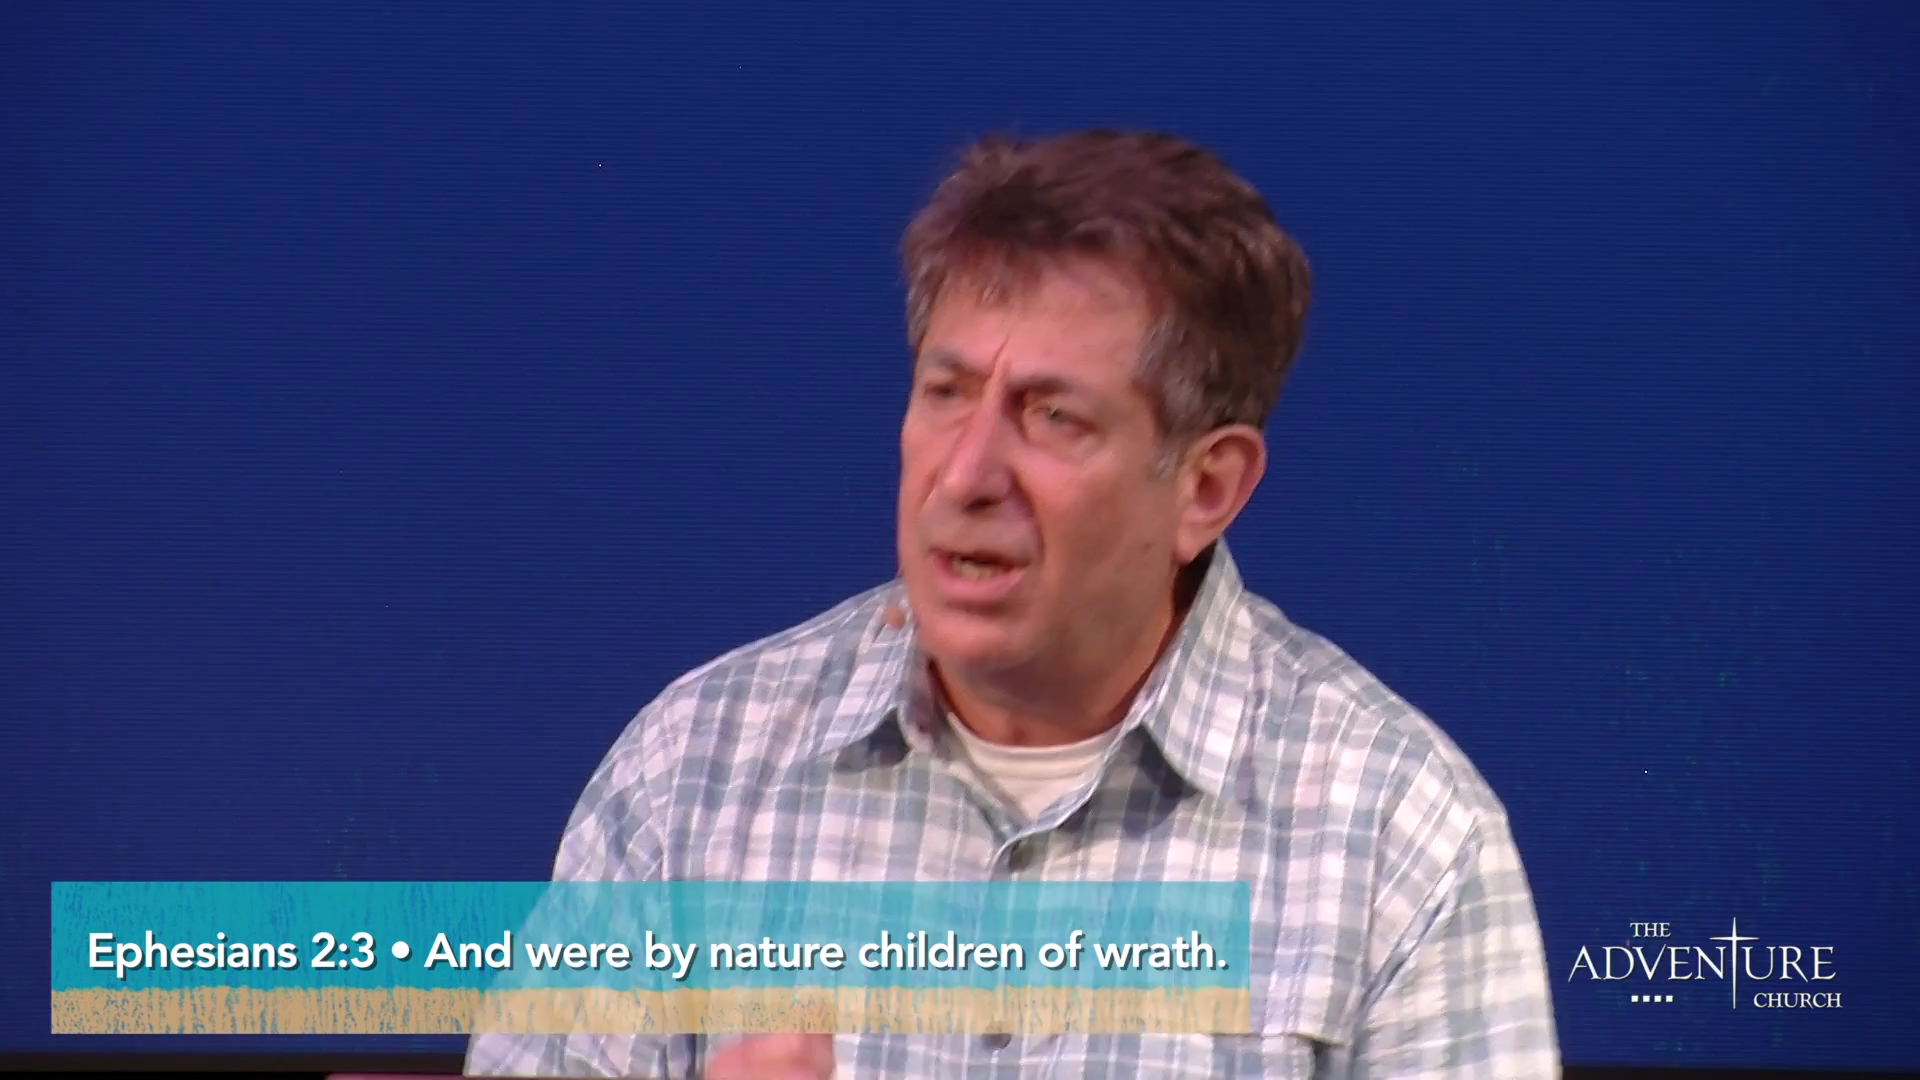 Ephesians 2:3 • And were by nature children of wrath.
THE
ADVENTURE
CHURCH